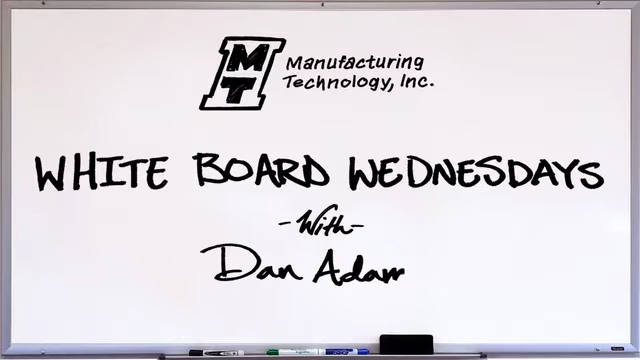 MT
Manufacturing
Technology, Inc.
WHITE BOARD WEDNESDAYS
-With-
Dan Adam